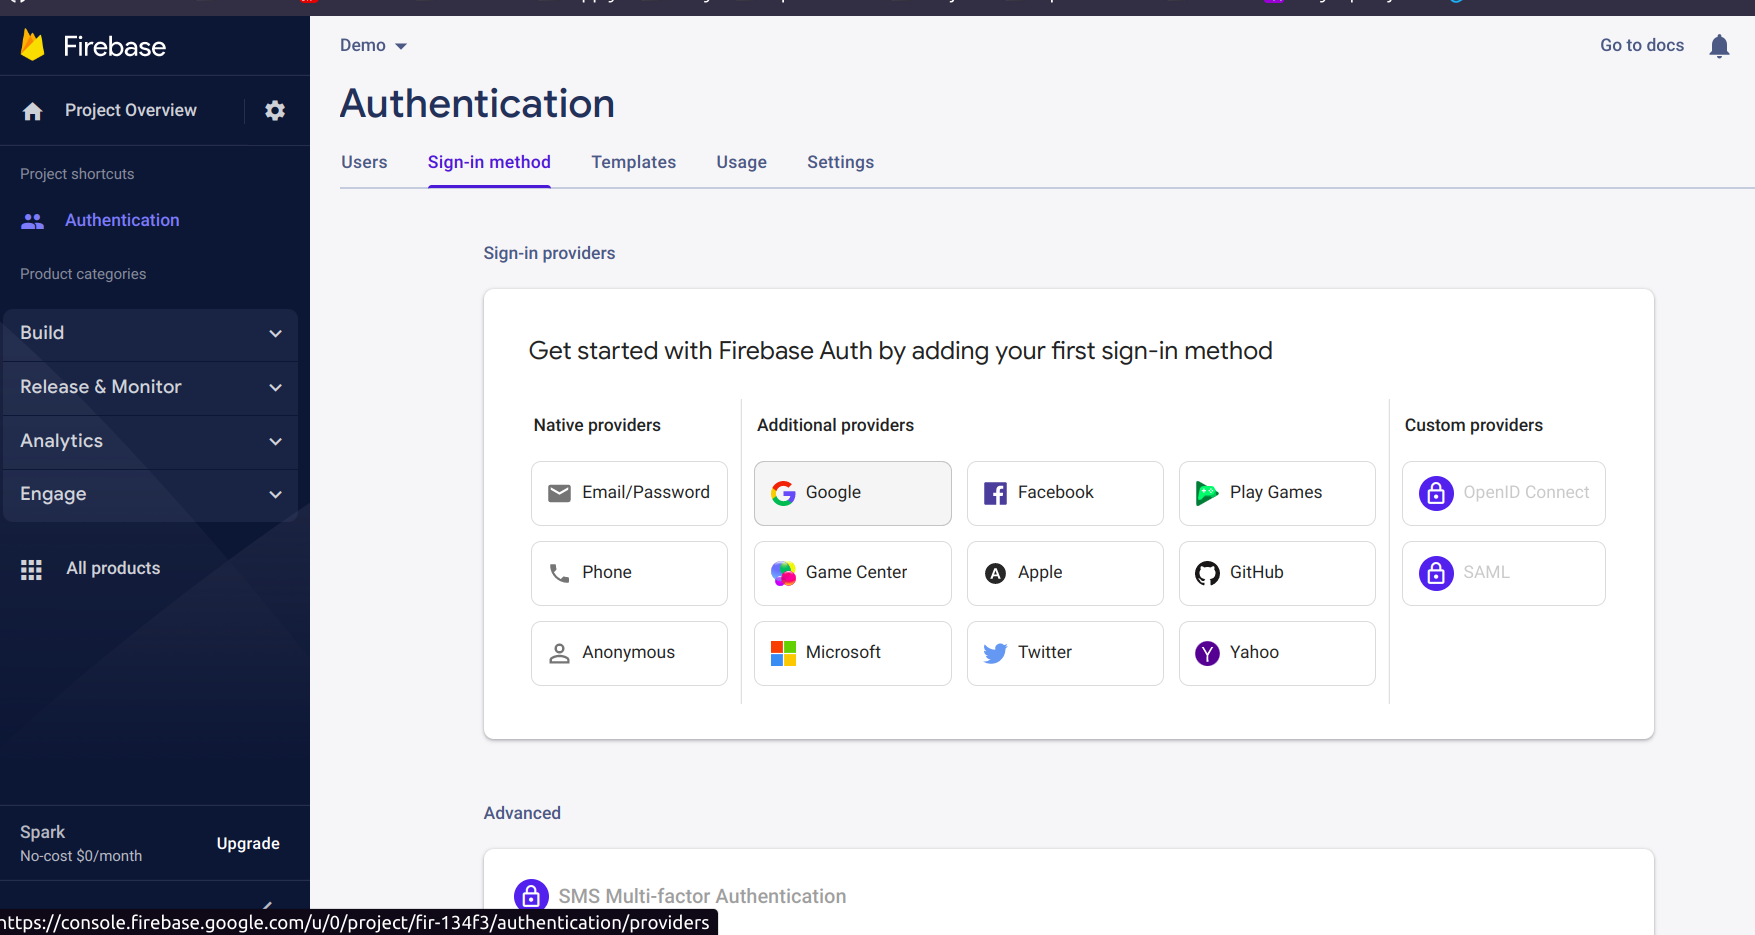 Firebase
Project Overview
Project shortcuts
Authentication
Product categories
Build
Release & Monitor
Analytics
Engage
All products
Spark
No-cost $0/month
Upgrade
Demo
Go to docs
Authentication
Users Sign-in method Templates Usage Settings
Sign-in providers
Get started with Firebase Auth by adding your first sign-in method
Native providers
Email/Password
Phone
Anonymous
Additional providers
Google Facebook Play Games
Game Center Apple GitHub
Microsoft Twitter Yahoo
Custom providers
OpenID Connect
SAML
Advanced
SMS Multi-factor Authentication
https://console.firebase.google.com/u/0/project/fir-134f3/authentication/providers